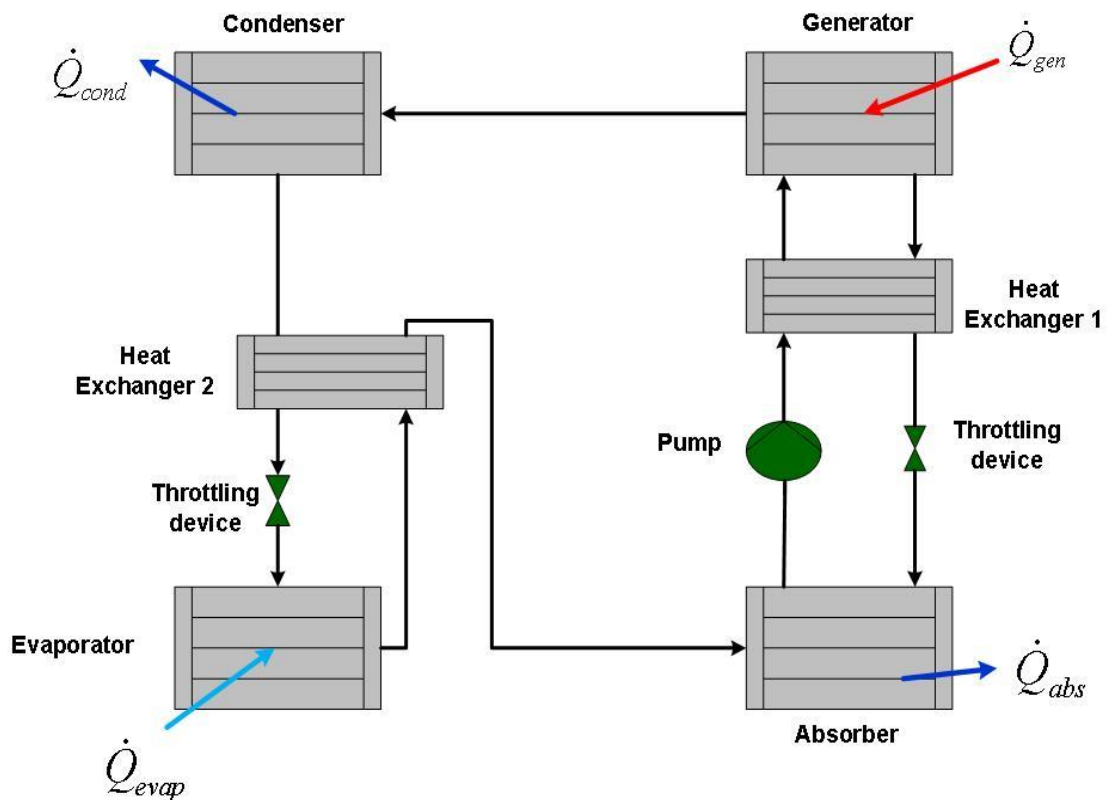 Condenser
Generator
Q̇cond
Q̇gen
Heat
Exchanger 1
Heat
Exchanger 2
Pump
Throttling
device
Throttling
device
Evaporator
Q̇abs
Absorber
Q̇evap